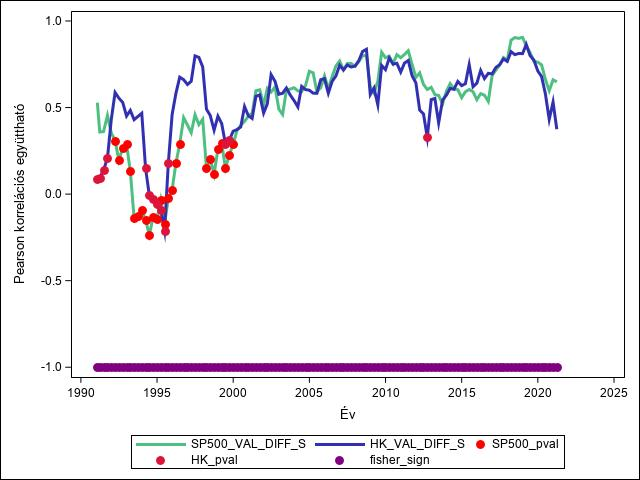 1.0
0.5
0.0
-0.5
-1.0
Pearson korrelációs együttható
1990 1995 2000 2005 2010 2015 2020 2025
Év
SP500_VAL_DIFF_S HK_VAL_DIFF_S SP500_pval
HK_pval fisher_sign